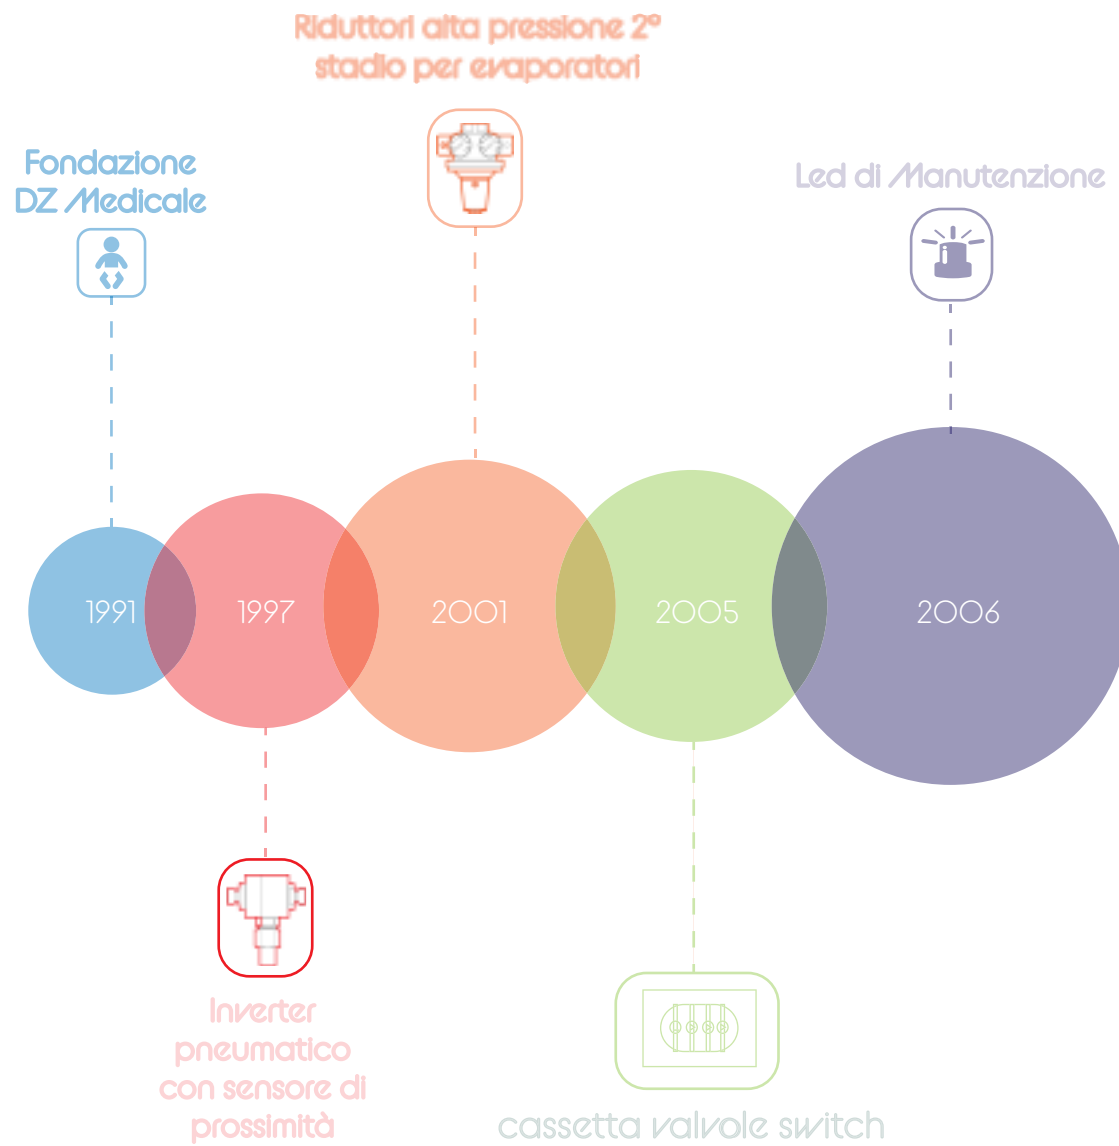 Riduttori alta pressione 2°
stadio per evaporatori
Fondazione
DZ Medicale
Led di Manutenzione
1991
1997
2001
2005
2006
Inverter
pneumatico
con sensore di
prossimità
cassetta valvole switch